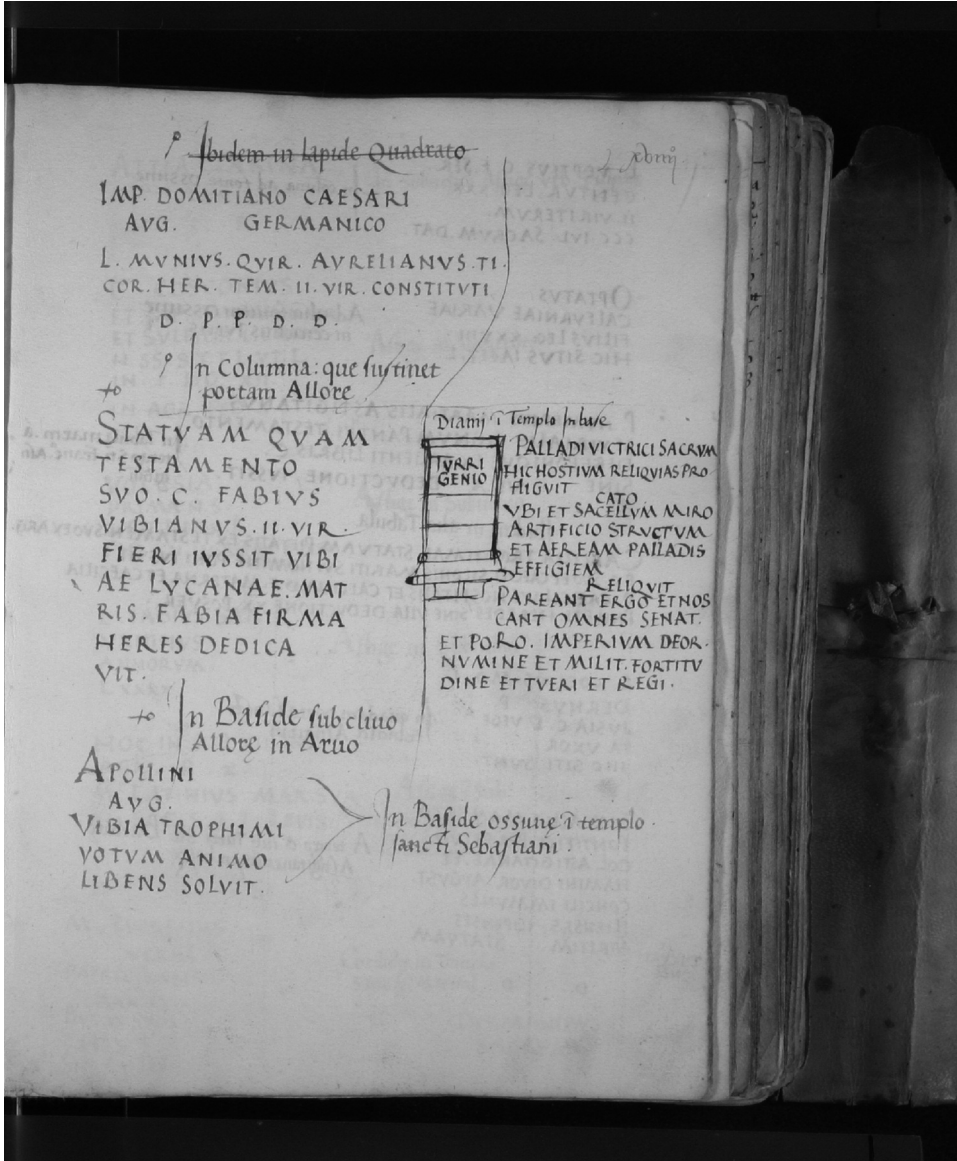 Ibidem in lapide Quadrato
xviiij
IMP. DOMITIANO CAESARI
AVG. GERMANICO
L. MVNIVS. QVIR. AVRELIANVS. TI.
COR. HER. TEM. II. VIR. CONSTITVTI
D. P. P. D. D.
In Columna: que sustinet
portam Allore
STATVAM QVAM
TESTAMENTO
SVO. C. FABIVS
VIBIANVS. II. VIR.
FIERI IVSSIT VIBI
AE LVCANAE. MAT
RIS. FABIA FIRMA
HERES DEDICA
VIT.
Dianij ī Templo In base
TVRRI
GENIO
PALLADI VICTRICI SACRVM
HIC HOSTIVM RELIQVIAS PRO
FLIGVIT
CATO
VBI ET SACELLVM MIRO
ARTIFICIO STRVCTVM
ET AEREAM PALLADIS
EFFIGIEM
RELIQVIT
PAREANT ERGO ET NOS
CANT OMNES SENAT.
ET PO. RO. IMPERIVM DEOR.
NVMINE ET MILIT. FORTITV
DINE ET TVERI ET REGI.
In Baside sub clivo
Allorę in Arvo
APOLLINI
AVG.
VIBIA TROPHIMI
VOTVM ANIMO
LIBENS SOLVIT.
In Baside ossunę ī templo.
sancti Sebastiani.